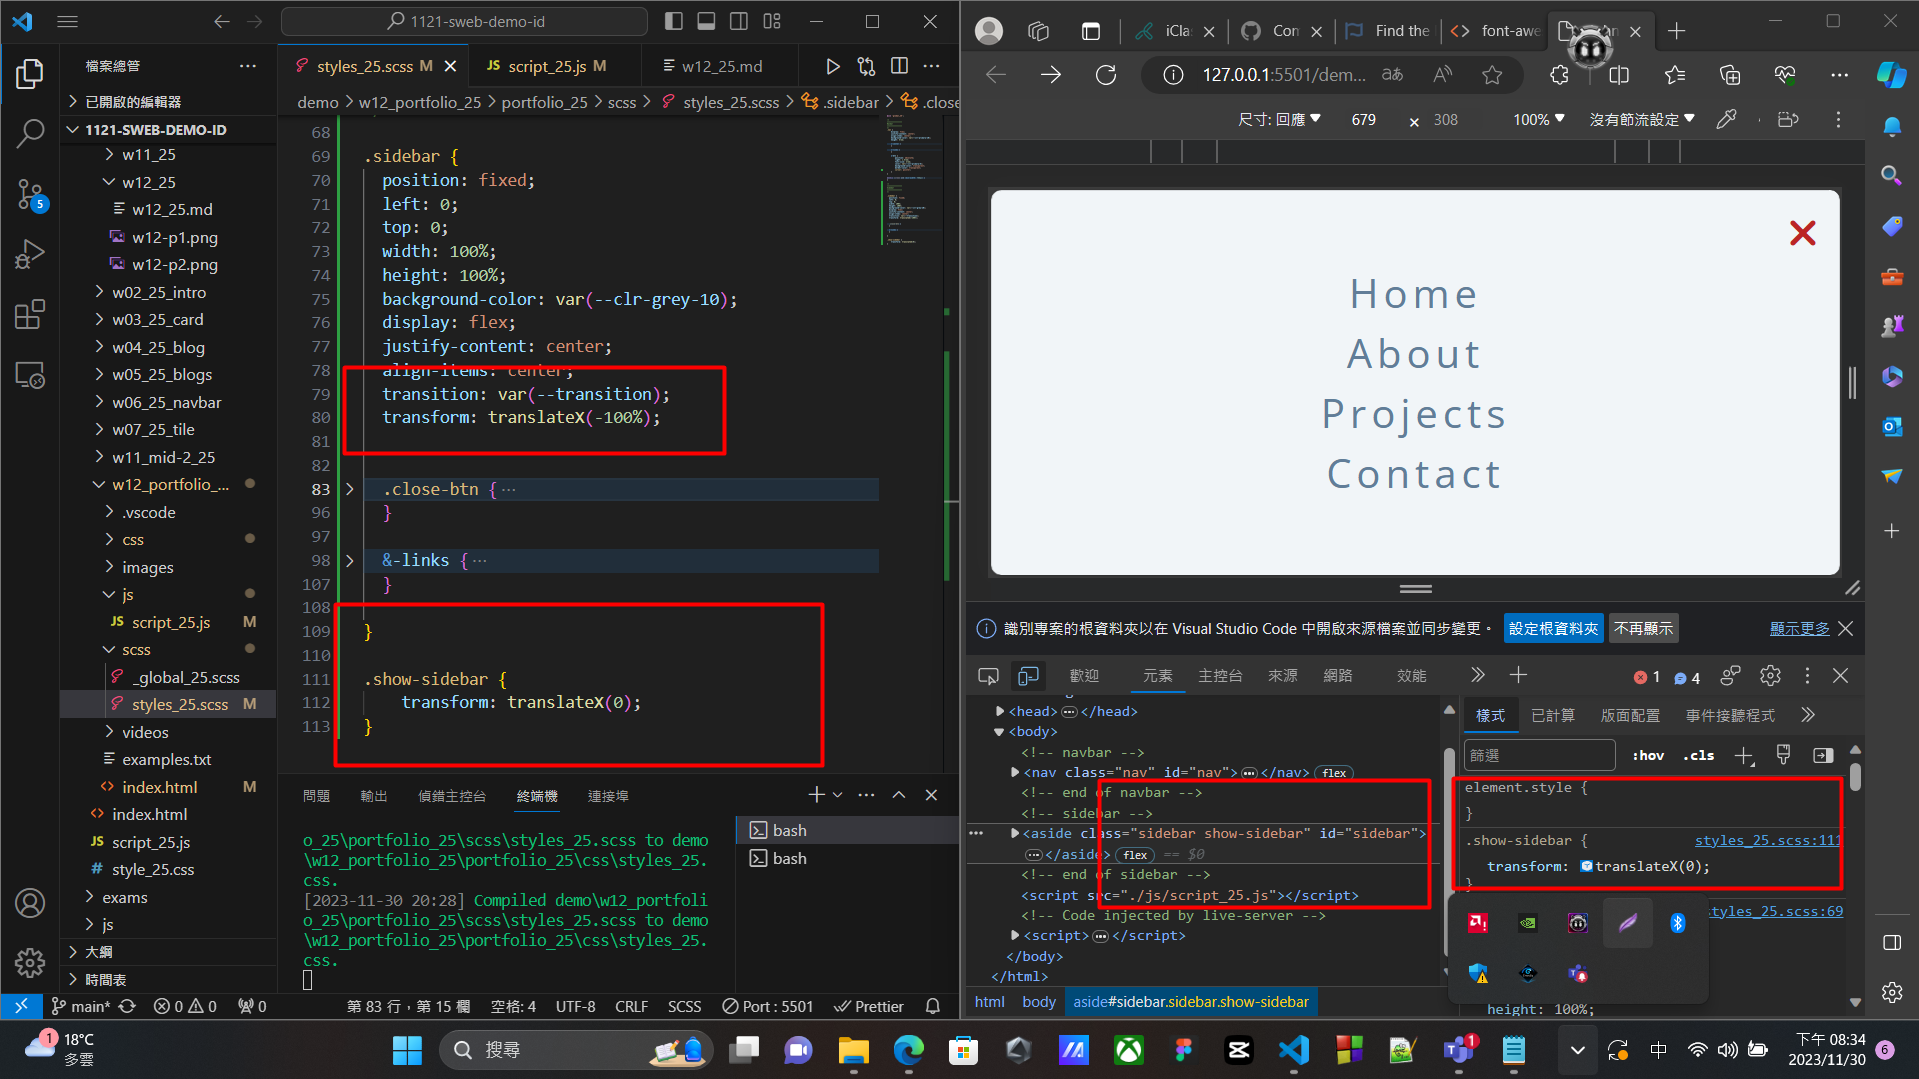 1121-sweb-demo-id
檔案總管
已開啟的編輯器
1121-SWEB-DEMO-ID
w11_25
w12_25
w12_25.md
w12-p1.png
w12-p2.png
w02_25_intro
w03_25_card
w04_25_blog
w05_25_blogs
w06_25_navbar
w07_25_tile
w11_mid-2_25
w12_portfolio_...
.vscode
css
images
js
script_25.js M
scss
_global_25.scss
styles_25.scss M
videos
examples.txt
index.html M
index.html
script_25.js
style_25.css
exams
js
大綱
時間表
5
styles_25.scss M
JS script_25.js M
w12_25.md
demo > w12_portfolio_25 > portfolio_25 > scss > styles_25.scss > .sidebar > .close
68
69 .sidebar {
70 position: fixed;
71 left: 0;
72 top: 0;
73 width: 100%;
74 height: 100%;
75 background-color: var(--clr-grey-10);
76 display: flex;
77 justify-content: center;
78 align-items: center;
79 transition: var(--transition);
80 transform: translateX(-100%);
81
82
83 .close-btn { ...
96 }
97
98 &-links { ...
107 }
108
109 }
110
111 .show-sidebar {
112 transform: translateX(0);
113 }
問題 輸出 偵錯主控台 終端機 連接埠
o_25\portfolio_25\scss\styles_25.scss to demo
\w12_portfolio_25\portfolio_25\css\styles_25.
css.
[2023-11-30 20:28] Compiled demo\w12_portfoli
o_25\portfolio_25\scss\styles_25.scss to demo
\w12_portfolio_25\portfolio_25\css\styles_25.
css.
bash
bash
main* 0 0 0 第 83 行，第 15 欄 空格: 4 UTF-8 CRLF SCSS Port : 5501 Prettier
iCla
Con
Find the
font-awe
127.0.0.1:5501/dem...
尺寸: 回應 679 × 308 100% 沒有節流設定
Home
About
Projects
Contact
識別專案的根資料夾以在 Visual Studio Code 中開啟來源檔案並同步變更。 設定根資料夾 不再顯示 顯示更多
歡迎 元素 主控台 來源 網路 效能 1 4
<head> ... </head>
<body>
<!-- navbar -->
<nav class="nav" id="nav"> ... </nav> flex
<!-- end of navbar -->
<!-- sidebar -->
<aside class="sidebar show-sidebar" id="sidebar">
... </aside> flex == $0
<!-- end of sidebar -->
<script src="./js/script_25.js"></script>
<!-- Code injected by live-server -->
<script> ... </script>
</body>
</html>
html body aside#sidebar.sidebar.show-sidebar
樣式 已計算 版面配置 事件接聽程式
篩選 :hov .cls
element.style {
}
.show-sidebar { styles_25.scss:111
transform: translateX(0);
}
styles_25.scss:69
height: 100%;
1
18°C
多雲
搜尋
1
中
下午 08:34
2023/11/30
6